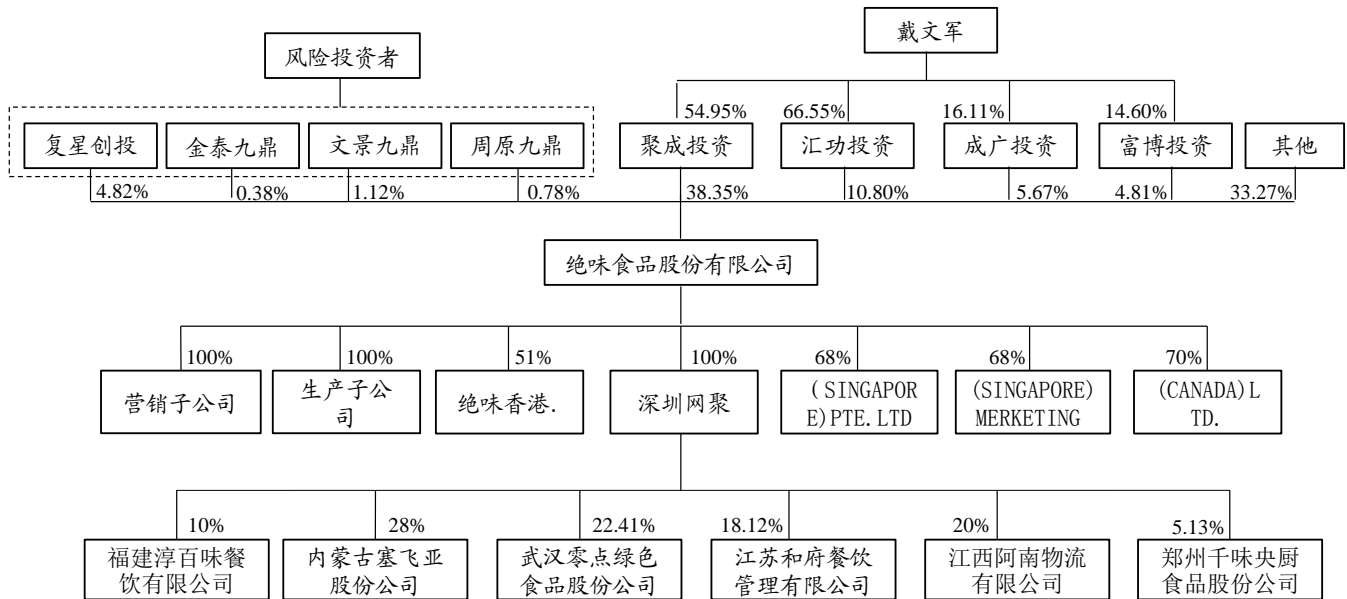 戴文军
风险投资者
54.95% 66.55% 16.11% 14.60%
复星创投 金泰九鼎 文景九鼎 周原九鼎 聚成投资 汇功投资 成广投资 富博投资 其他
4.82% 0.38% 1.12% 0.78% 38.35% 10.80% 5.67% 4.81% 33.27%
绝味食品股份有限公司
100% 100% 51% 100% 68% 68% 70%
营销子公司
生产子公
司
绝味香港.
深圳网聚
(SINGAPOR
E)PTE.LTD
(SINGAPORE)
MERKETING
(CANADA)L
TD.
10% 28% 22.41% 18.12% 20% 5.13%
福建淳百味餐
饮有限公司
内蒙古塞飞亚
股份公司
武汉零点绿色
食品股份公司
江苏和府餐饮
管理有限公司
江西阿南物流
有限公司
郑州千味央厨
食品股份公司